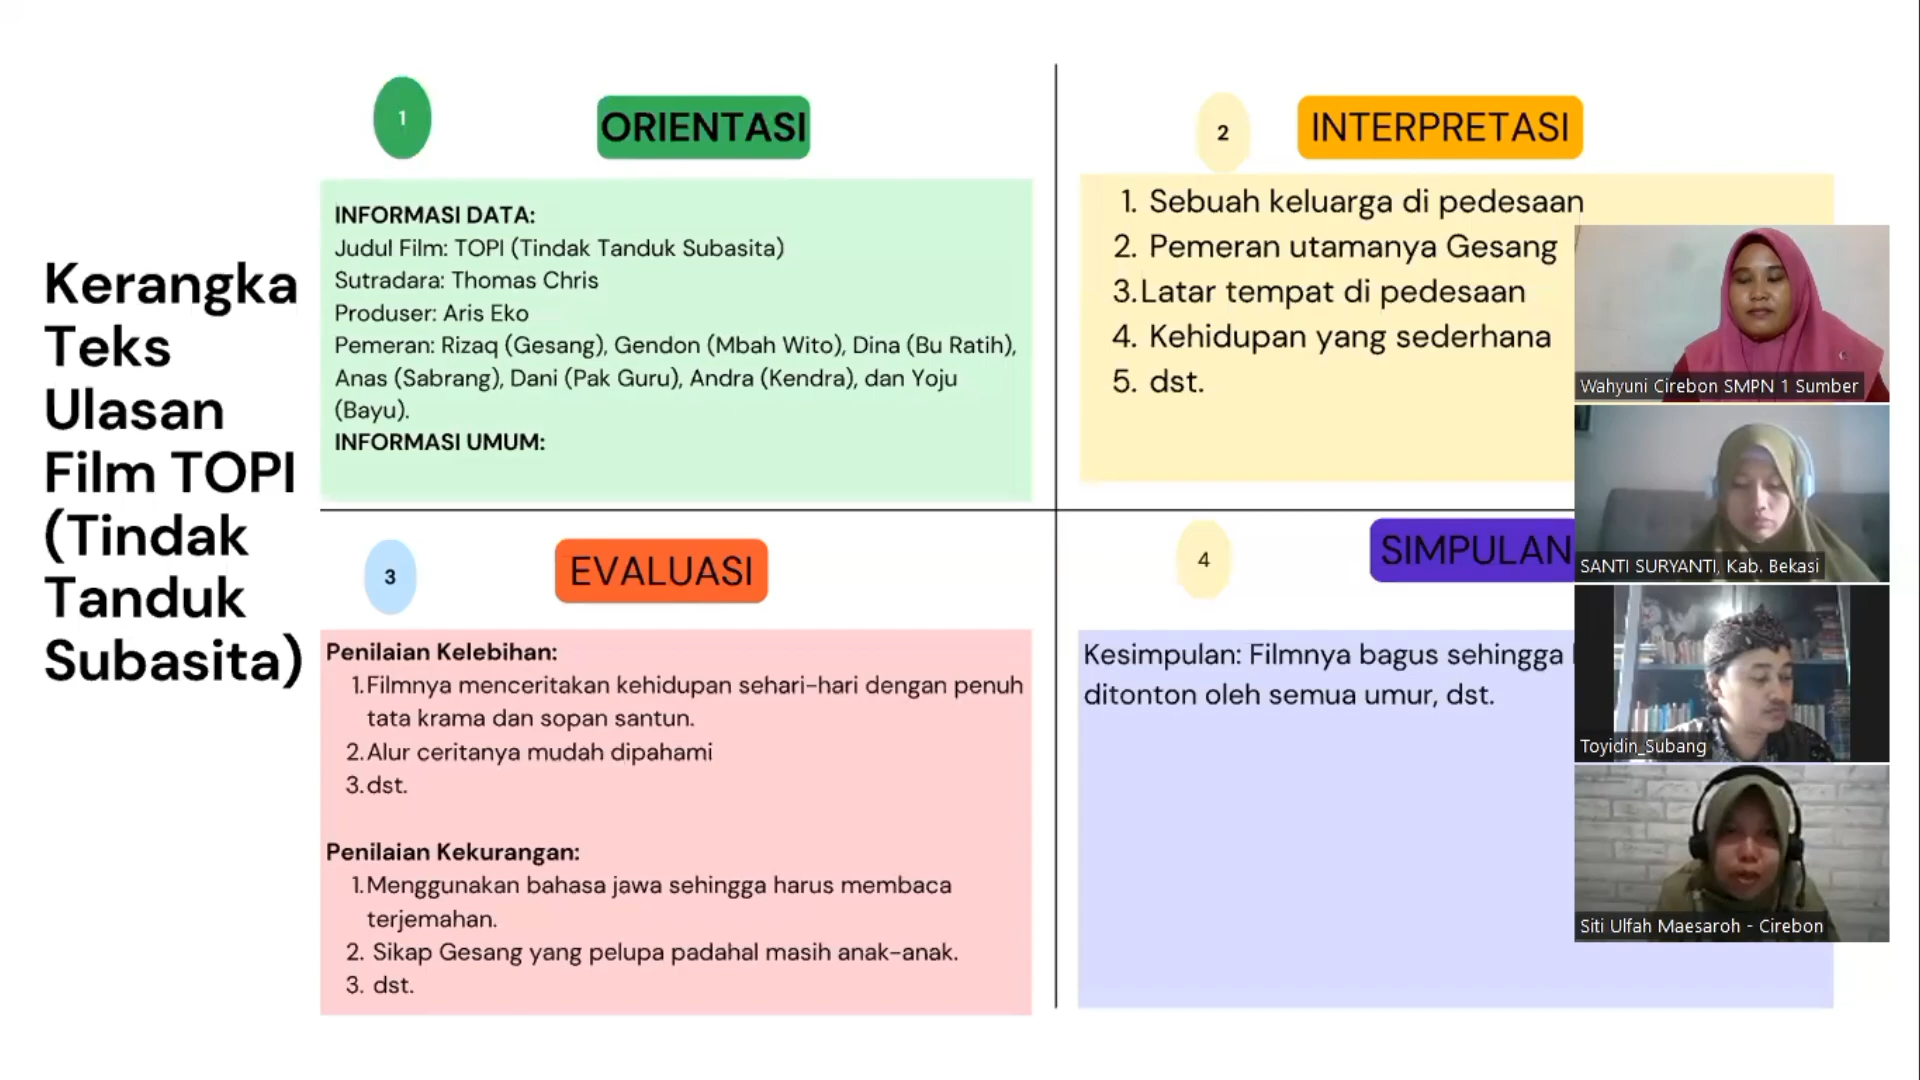 Kerangka
Teks
Ulasan
Film TOPI
(Tindak
Tanduk
Subasita)
1
ORIENTASI
INFORMASI DATA:
Judul Film: TOPI (Tindak Tanduk Subasita)
Sutradara: Thomas Chris
Produser: Aris Eko
Pemeran: Rizaq (Gesang), Gendon (Mbah Wito), Dina (Bu Ratih),
Anas (Sabrang), Dani (Pak Guru), Andra (Kendra), dan Yoju
(Bayu).
INFORMASI UMUM:
2
INTERPRETASI
1. Sebuah keluarga di pedesaan
2. Pemeran utamanya Gesang
3.Latar tempat di pedesaan
4. Kehidupan yang sederhana
5. dst.
3
EVALUASI
Penilaian Kelebihan:
1.Filmnya menceritakan kehidupan sehari-hari dengan penuh
tata krama dan sopan santun.
2.Alur ceritanya mudah dipahami
3.dst.
Penilaian Kekurangan:
1.Menggunakan bahasa jawa sehingga harus membaca
terjemahan.
2. Sikap Gesang yang pelupa padahal masih anak-anak.
3. dst.
4
SIMPULAN
Kesimpulan: Filmnya bagus sehingga
ditonton oleh semua umur, dst.
Wahyuni Cirebon SMPN 1 Sumber
SANTI SURYANTI, Kab. Bekasi
Toyidin_Subang
Siti Ulfah Maesaroh - Cirebon